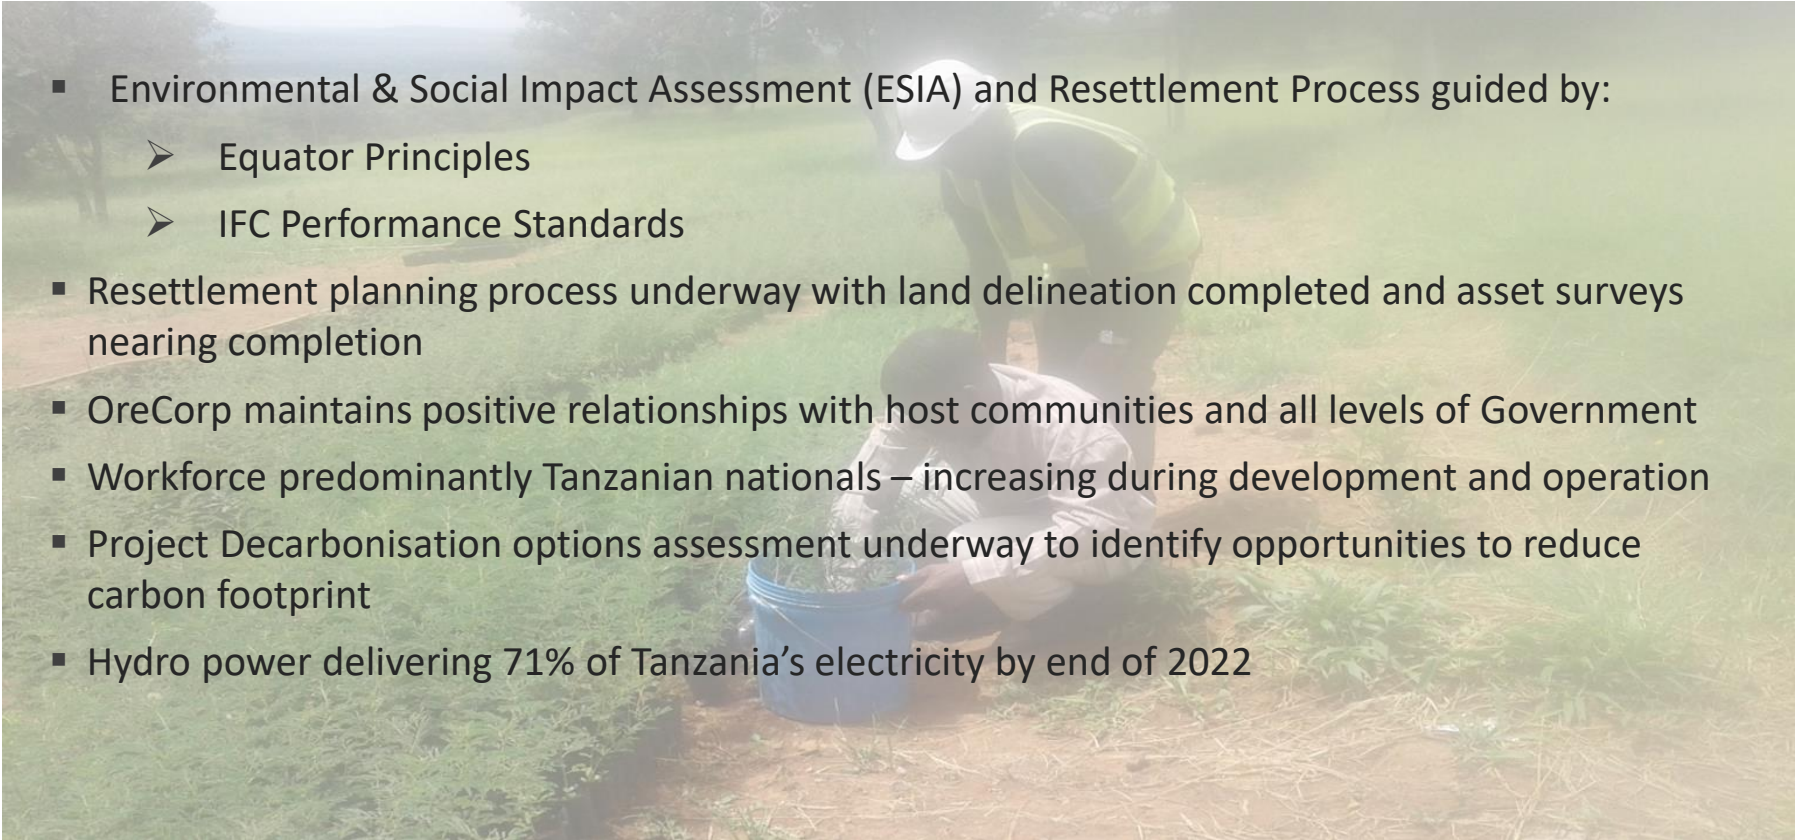 ▪ Environmental & Social Impact Assessment (ESIA) and Resettlement Process guided by:
➢ Equator Principles
➢ IFC Performance Standards
▪ Resettlement planning process underway with land delineation completed and asset surveys
nearing completion
▪ OreCorp maintains positive relationships with host communities and all levels of Government
▪ Workforce predominantly Tanzanian nationals – increasing during development and operation
▪ Project Decarbonisation options assessment underway to identify opportunities to reduce
carbon footprint
▪ Hydro power delivering 71% of Tanzania’s electricity by end of 2022